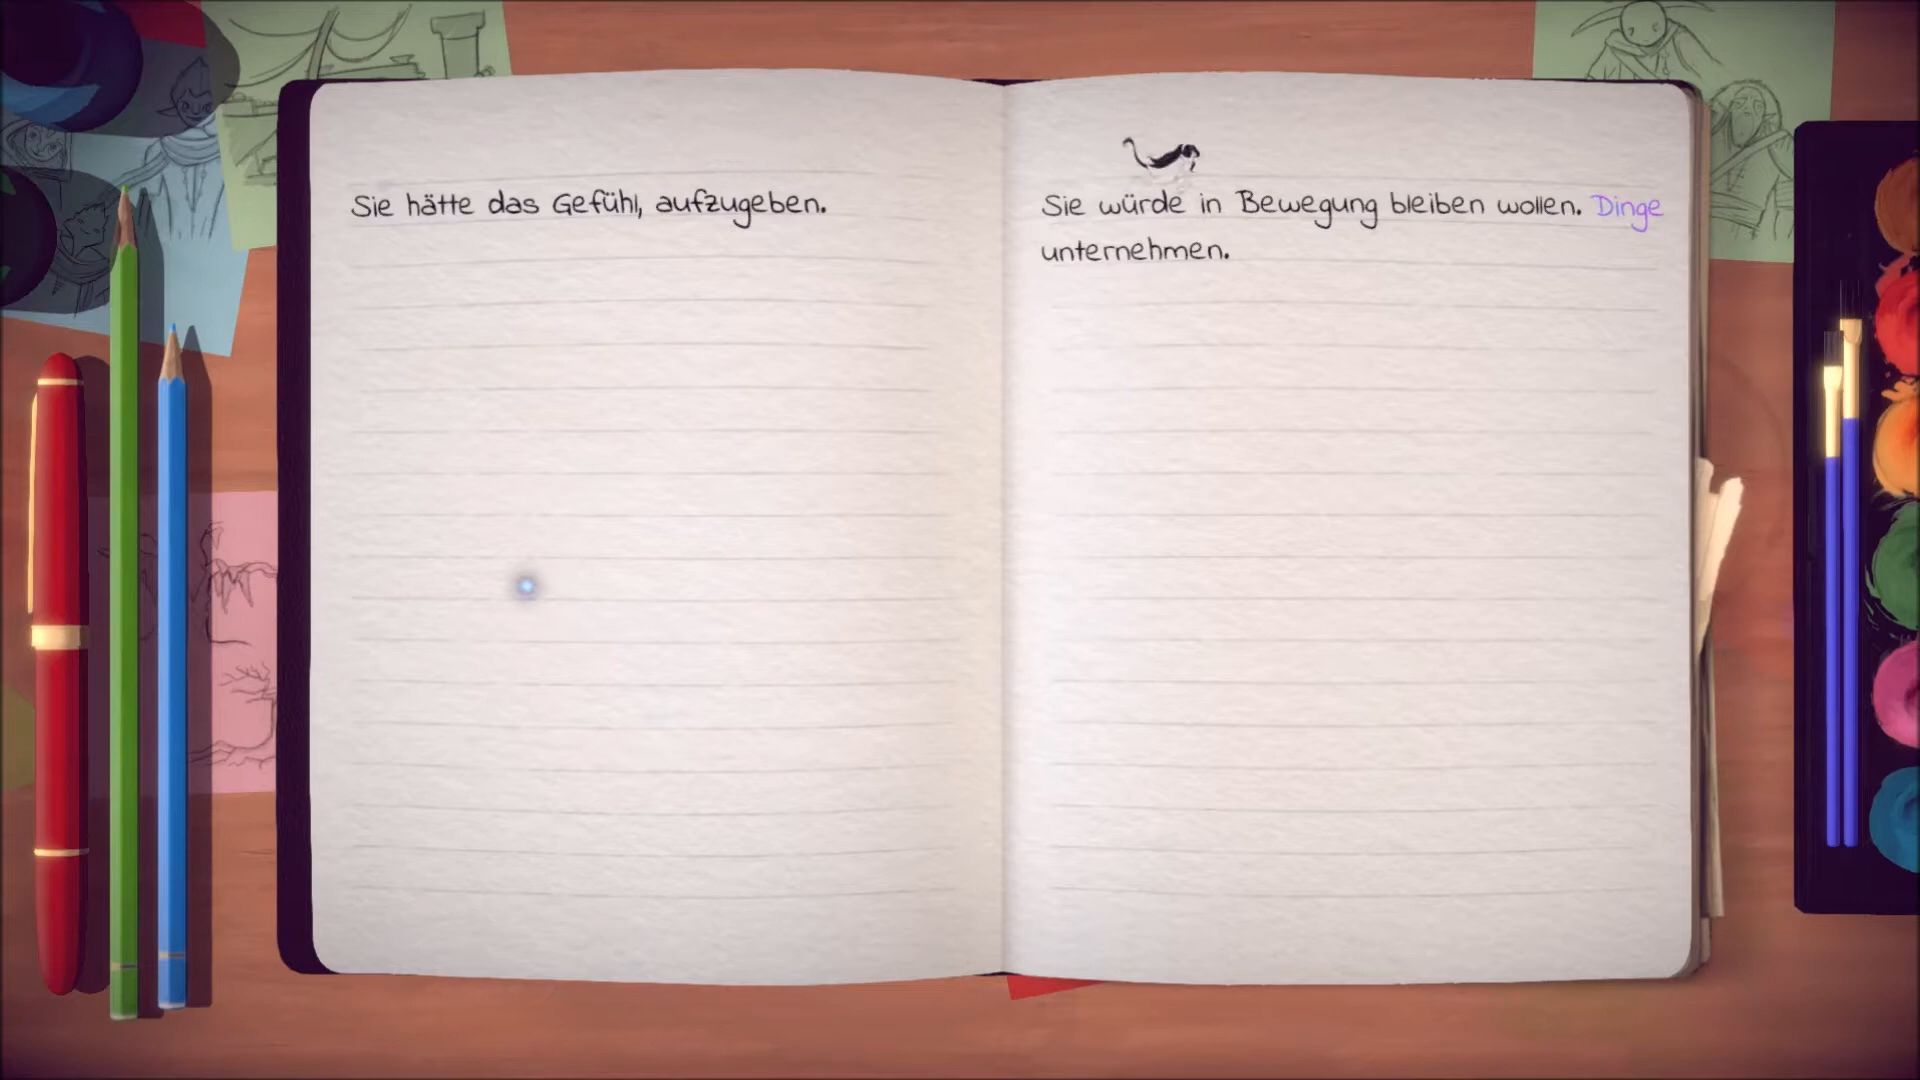 Sie hätte das Gefühl, aufzugeben.
Sie würde in Bewegung bleiben wollen. Dinge
unternehmen.